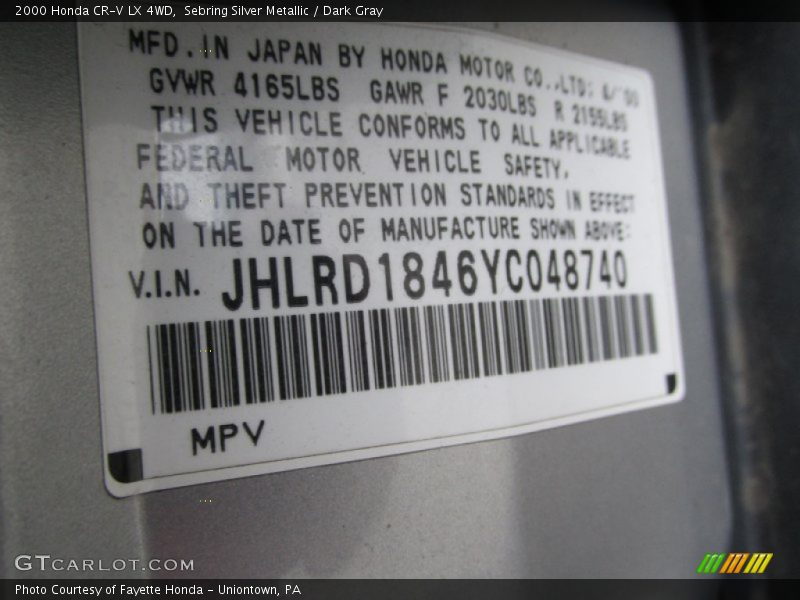 2000 Honda CR-V LX 4WD, Sebring Silver Metallic / Dark Gray
MFD. IN JAPAN BY HONDA MOTOR CO.,LTD: 6/'00
GVWR 4165LBS GAWR F 2030LBS R 2155LBS
THIS VEHICLE CONFORMS TO ALL APPLICABLE
FEDERAL MOTOR VEHICLE SAFETY,
AND THEFT PREVENTION STANDARDS IN EFFECT
ON THE DATE OF MANUFACTURE SHOWN ABOVE:
V.I.N. JHLRD1846YC048740
MPV
GTCARLOT.COM
Photo Courtesy of Fayette Honda - Uniontown, PA